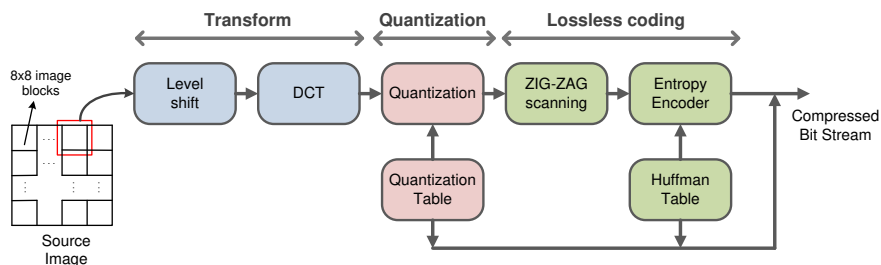 Transform
Quantization
Lossless coding
8x8 image
blocks
Level
shift
DCT
Quantization
ZIG-ZAG
scanning
Entropy
Encoder
Compressed
Bit Stream
Quantization
Table
Huffman
Table
Source
Image